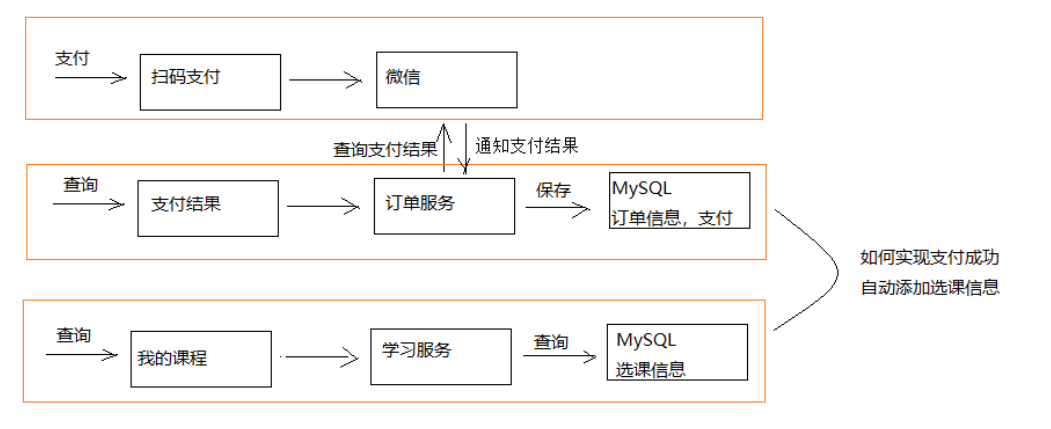 支付
扫码支付
微信
查询支付结果
通知支付结果
查询
支付结果
订单服务
保存
MySQL
订单信息，支付
如何实现支付成功
自动添加选课信息
查询
我的课程
学习服务
查询
MySQL
选课信息